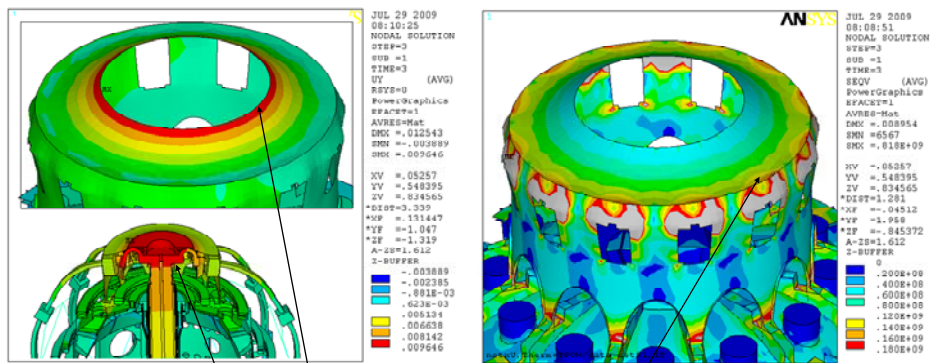 JUL 29 2009
08:10:25
NODAL SOLUTION
STEP=3
SUB =1
TIME=3
UY (AVG)
RSYS=0
PowerGraphics
EFACET=1
AVRES=Mat
DMX =.012543
SMN =-.003889
SMX =.009646
XV =.05257
YV =.548395
ZV =.834565
*DIST=3.339
*XF =.131447
*YF =-1.047
*ZF =-1.319
A-ZS=1.612
Z-BUFFER
-.003889
-.002385
-.881E-03
.623E-03
.005134
.006638
.008142
.009646
1
ANSYS
JUL 29 2009
08:08:51
NODAL SOLUTION
STEP=3
SUB =1
TIME=3
SEQV (AVG)
PowerGraphics
EFACET=1
AVRES=Mat
DMX =.008954
SMN =6567
SMX =.818E+09
XV =.05257
YV =.548395
ZV =.834565
*DIST=1.281
*XF =-.04512
*YF =-1.958
*ZF =-.845372
A-ZS=1.612
Z-BUFFER
0
.200E+08
.400E+08
.600E+08
.800E+08
.120E+09
.140E+09
.160E+09
.180E+09